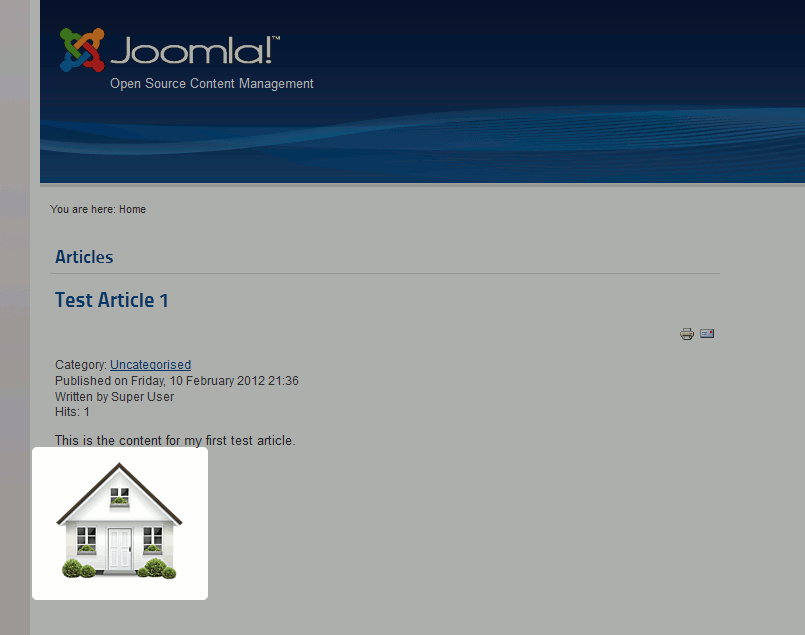 Joomla!™
Open Source Content Management
You are here: Home
Articles
Test Article 1
Category: Uncategorised
Published on Friday, 10 February 2012 21:36
Written by Super User
Hits: 1
This is the content for my first test article.